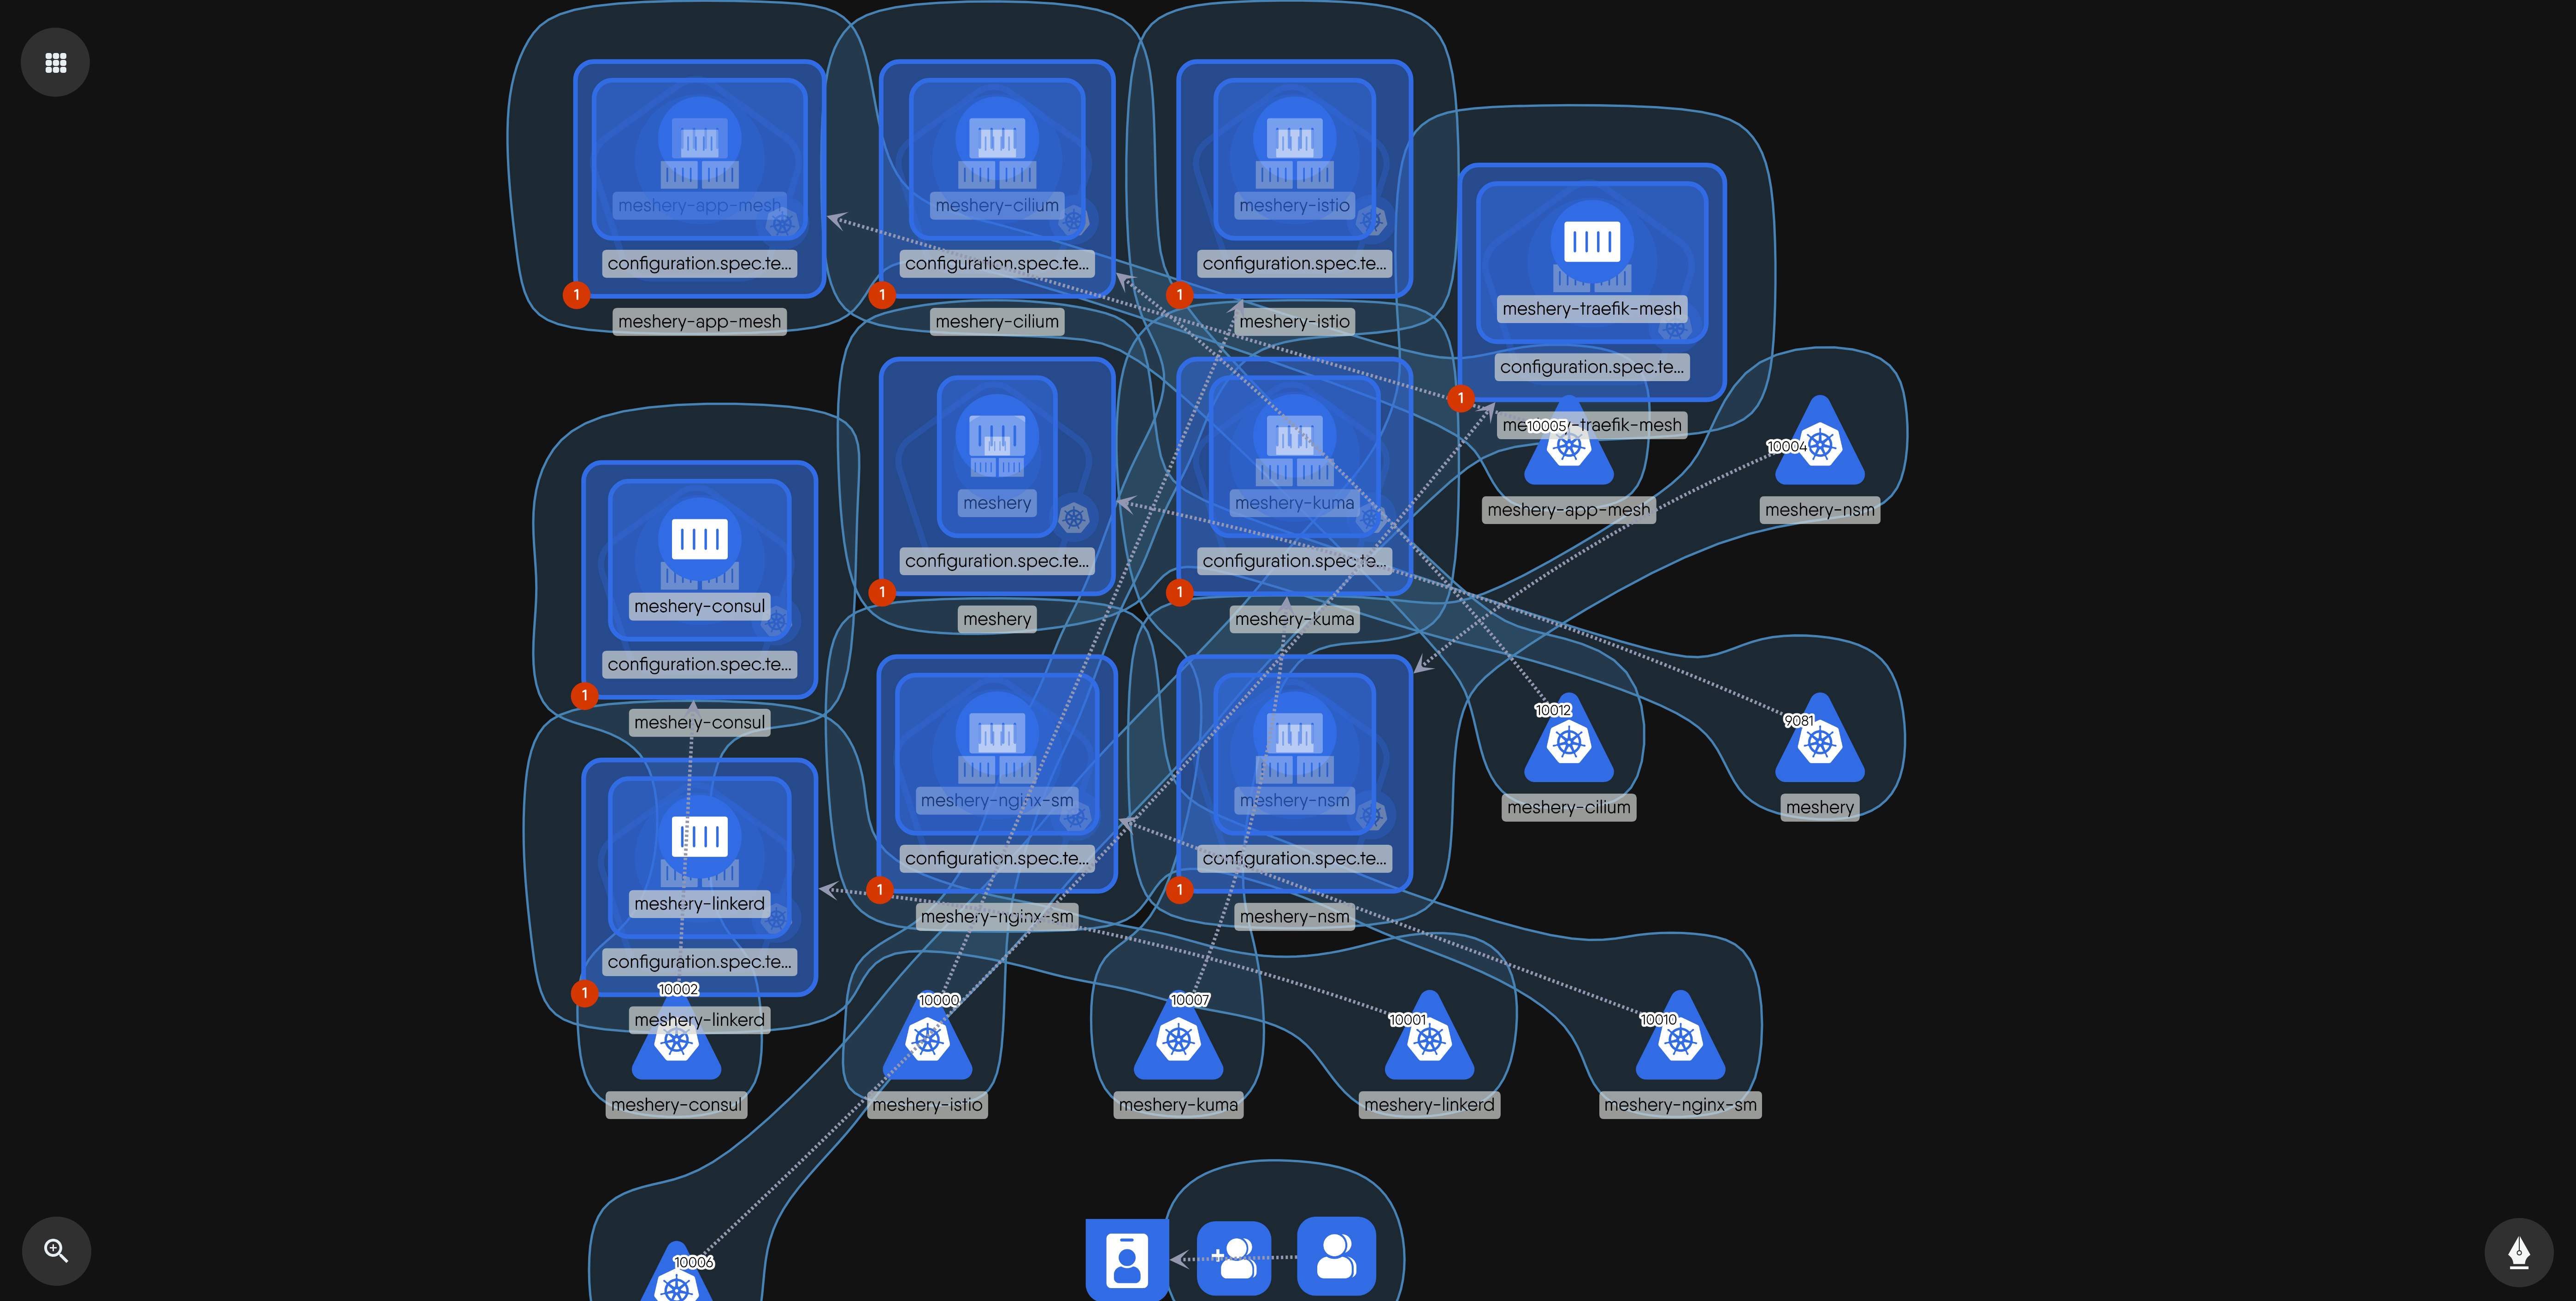 meshery-app-mesh
configuration.spec.te...
1
meshery-app-mesh
meshery-cilium
configuration.spec.te...
1
meshery-cilium
meshery-istio
configuration.spec.te...
1
meshery-istio
meshery-traefik-mesh
configuration.spec.te...
1
-traefik-mesh
10005
meshery-app-mesh
10004
meshery-nsm
meshery
configuration.spec.te...
1
meshery
meshery-kuma
configuration.spec.te...
1
meshery-kuma
meshery-consul
configuration.spec.te...
1
meshery-consul
meshery-nginx-sm
configuration.spec.te...
1
meshery-nginx-sm
meshery-nsm
configuration.spec.te...
1
meshery-nsm
10012
meshery-cilium
9081
meshery
meshery-linkerd
configuration.spec.te...
1
meshery-linkerd
10002
meshery-consul
10000
meshery-istio
10007
meshery-kuma
10001
meshery-linkerd
10010
meshery-nginx-sm
10006